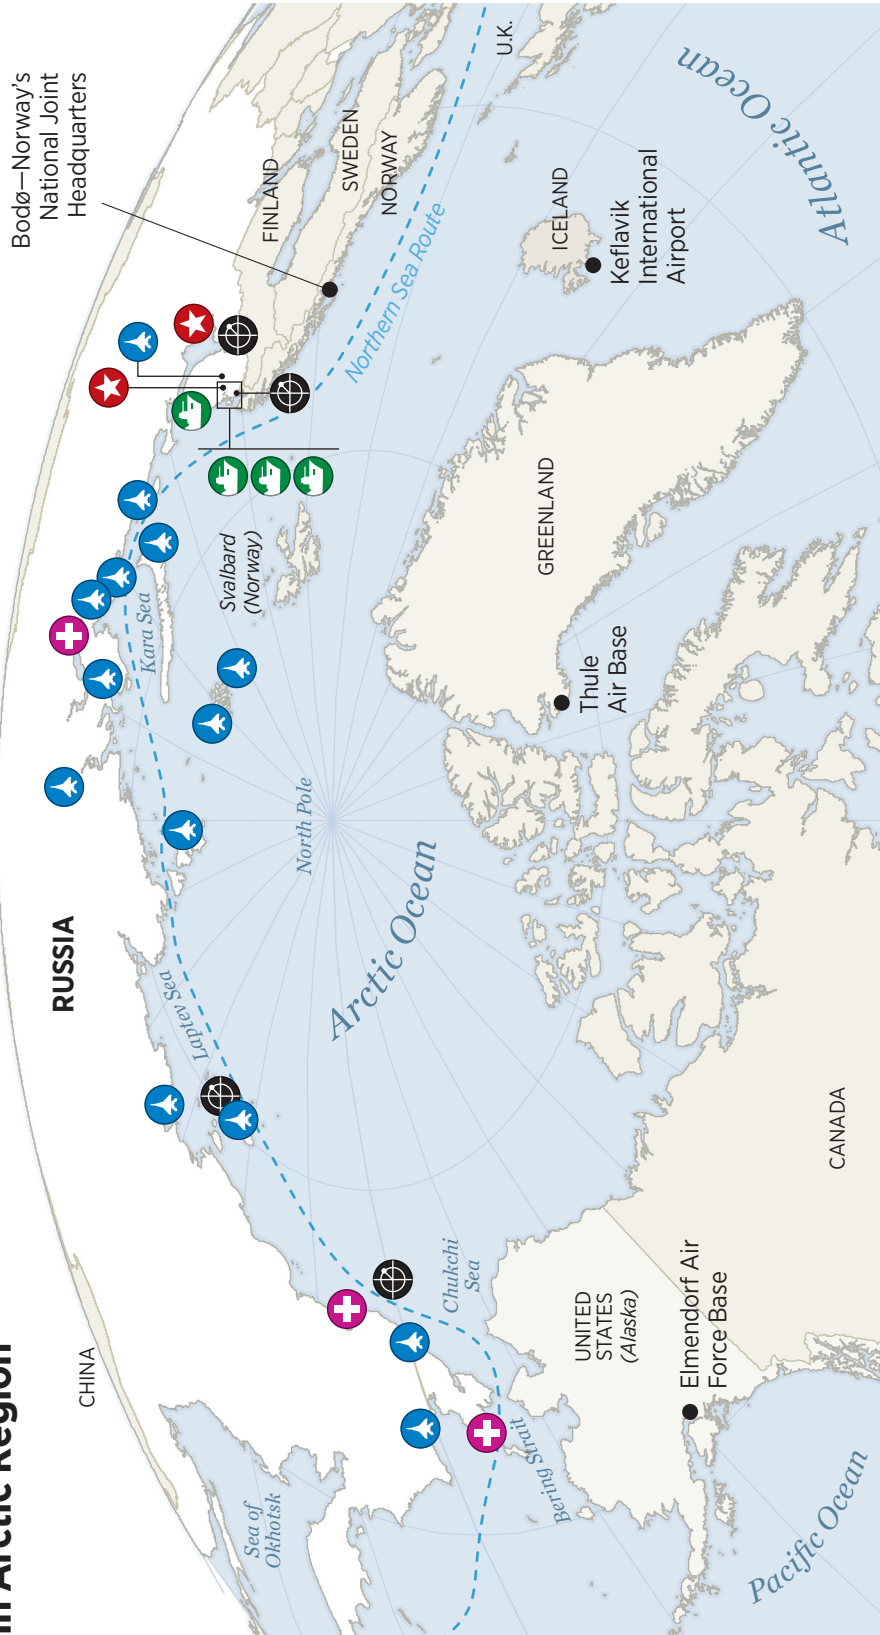 in Arctic Region
CHINA
RUSSIA
Bodø—Norway's
National Joint
Headquarters
Sea of
Okhotsk
Laptev Sea
Kara Sea
FINLAND
SWEDEN
NORWAY
Svalbard
(Norway)
North Pole
Northern Sea Route
Arctic Ocean
Chukchi
Sea
Bering Strait
U.K.
ICELAND
Keflavik
International
Airport
GREENLAND
Thule
Air Base
Atlantic Ocean
UNITED
STATES
(Alaska)
Elmendorf Air
Force Base
CANADA
Pacific Ocean